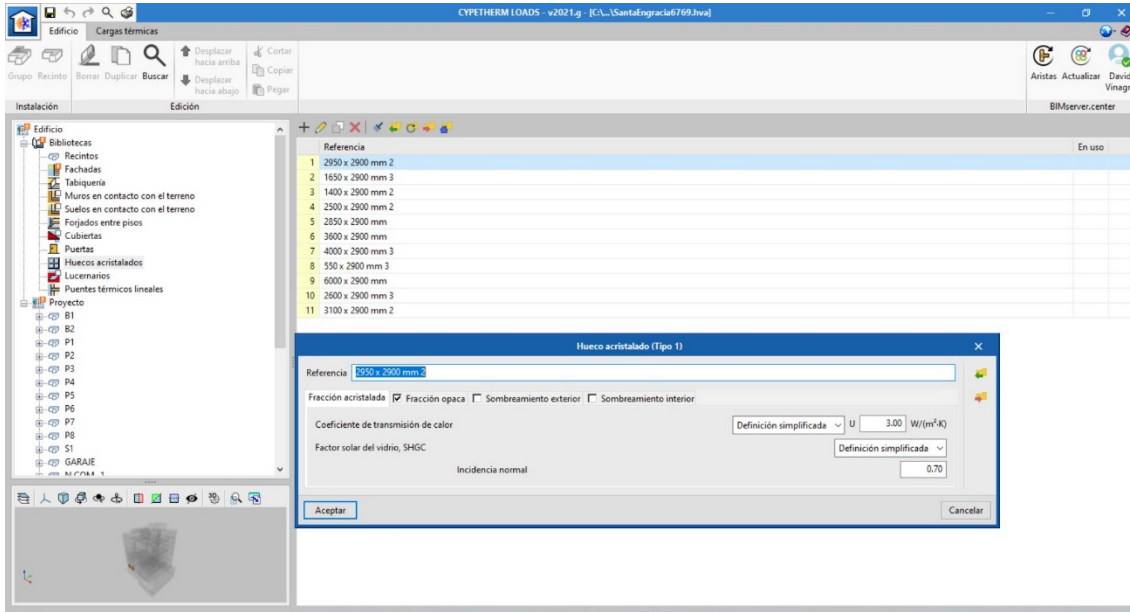 CYPETHERM LOADS - v2021.g - [C:\...\SantaEngracia6769.hva]
Edificio Cargas térmicas
Grupo Recinto Borrar Duplicar Buscar
Desplazar hacia arriba
Desplazar hacia abajo
Cortar
Copiar
Pegar
Aristas Actualizar David Vinagr
Instalación Edición BIMserver.center
Edificio
Bibliotecas
Recintos
Fachadas
Tabiquería
Muros en contacto con el terreno
Suelos en contacto con el terreno
Forjados entre pisos
Cubiertas
Puertas
Huecos acristalados
Lucernarios
Puentes térmicos lineales
Proyecto
B1
B2
P1
P2
P3
P4
P5
P6
P7
P8
S1
GARAJE
Referencia En uso
1 2950 x 2900 mm 2
2 1650 x 2900 mm 3
3 1400 x 2900 mm 2
4 2500 x 2900 mm 2
5 2850 x 2900 mm
6 3600 x 2900 mm
7 4000 x 2900 mm 3
8 550 x 2900 mm 3
9 6000 x 2900 mm
10 2600 x 2900 mm 3
11 3100 x 2900 mm 2
Hueco acristalado (Tipo 1)
Referencia 2950 x 2900 mm 2
Fracción acristalada Fracción opaca Sombreamiento exterior Sombreamiento interior
Coeficiente de transmisión de calor Definición simplificada U 3.00 W/(m²·K)
Factor solar del vidrio, SHGC Definición simplificada
Incidencia normal 0.70
Aceptar Cancelar